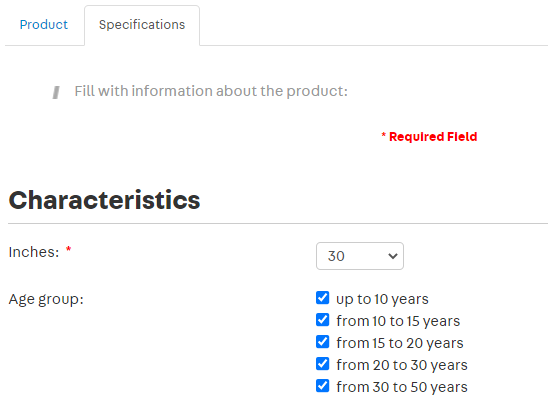 Product Specifications
Fill with information about the product:
* Required Field
Characteristics
Inches: * 30
Age group: up to 10 years
from 10 to 15 years
from 15 to 20 years
from 20 to 30 years
from 30 to 50 years